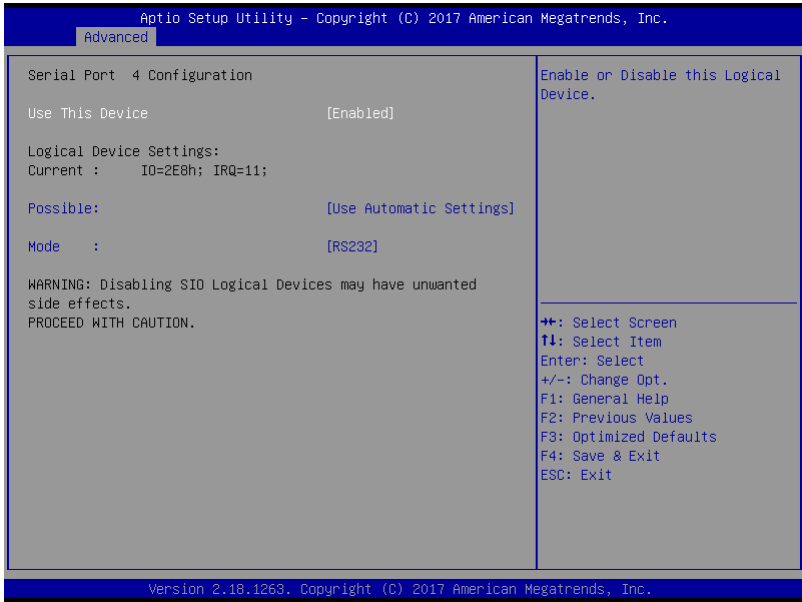 Aptio Setup Utility – Copyright (C) 2017 American Megatrends, Inc.
Advanced
Serial Port  4 Configuration
Use This Device [Enabled]
Logical Device Settings:
Current : IO=2E8h; IRQ=11;
Possible: [Use Automatic Settings]
Mode : [RS232]
WARNING: Disabling SIO Logical Devices may have unwanted
side effects.
PROCEED WITH CAUTION.
Enable or Disable this Logical
Device.
→←: Select Screen
↑↓: Select Item
Enter: Select
+/-: Change Opt.
F1: General Help
F2: Previous Values
F3: Optimized Defaults
F4: Save & Exit
ESC: Exit
Version 2.18.1263. Copyright (C) 2017 American Megatrends, Inc.